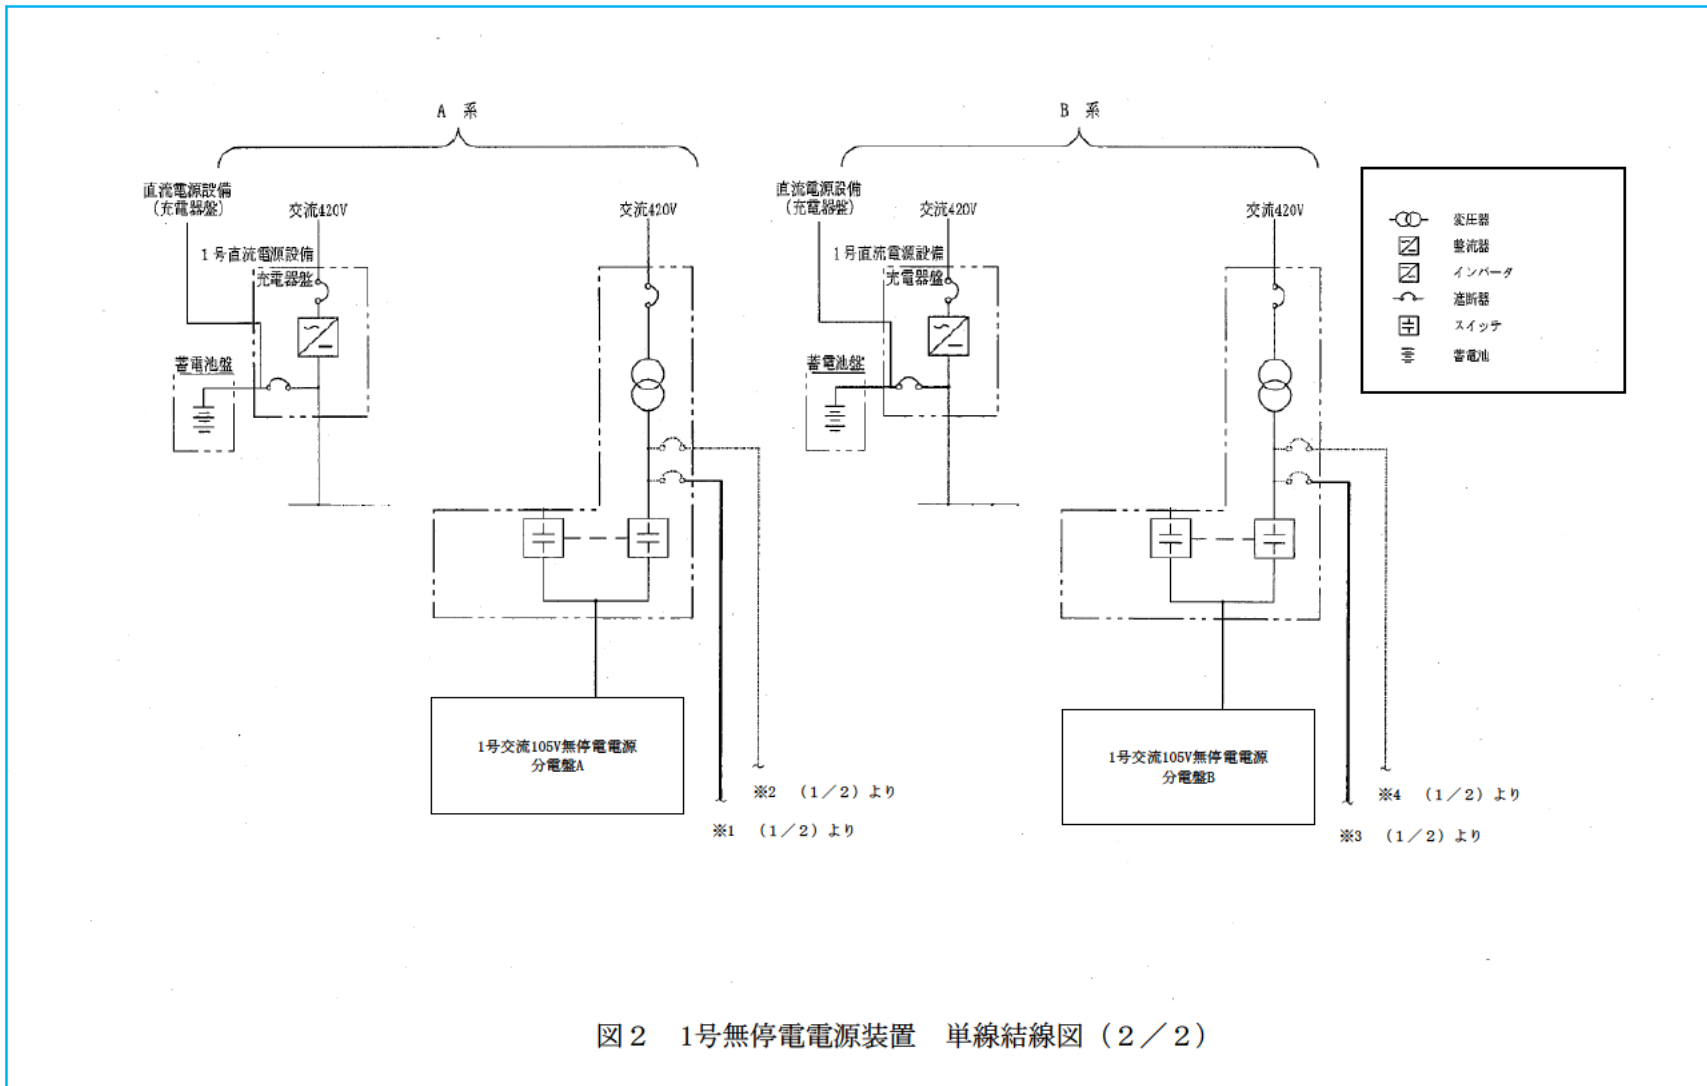 A 系
直流電源設備
(充電器盤)
交流420V
交流420V
1号直流電源設備
充電器盤
蓄電池盤
1号交流105V無停電電源
分電盤A
※2 (1/2)より
※1 (1/2)より
B 系
直流電源設備
(充電器盤)
交流420V
交流420V
1号直流電源設備
充電器盤
蓄電池盤
1号交流105V無停電電源
分電盤B
※4 (1/2)より
※3 (1/2)より
変圧器
整流器
インバータ
遮断器
スイッチ
蓄電池
図2 1号無停電電源装置 単線結線図(2/2)